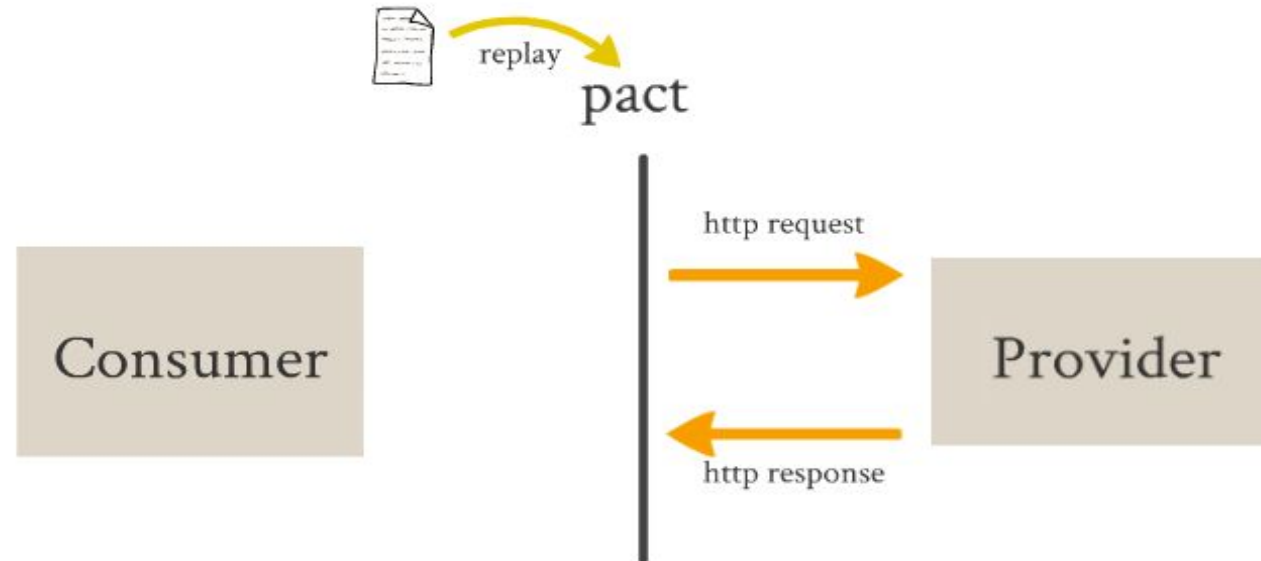 replay
pact
http request
Consumer
Provider
http response